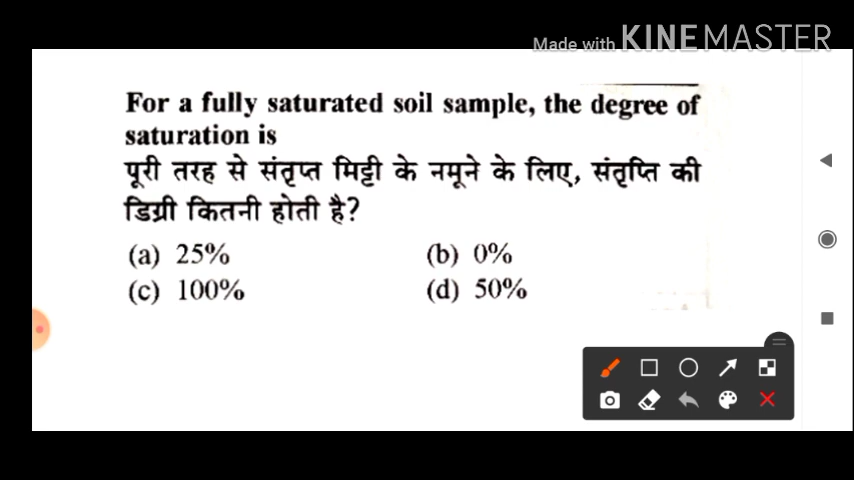 Made with KINEMASTER
For a fully saturated soil sample, the degree of
saturation is
पूरी तरह से संतृप्त मिट्टी के नमूने के लिए, संतृप्ति की
डिग्री कितनी होती है?
(a) 25% (b) 0%
(c) 100% (d) 50%